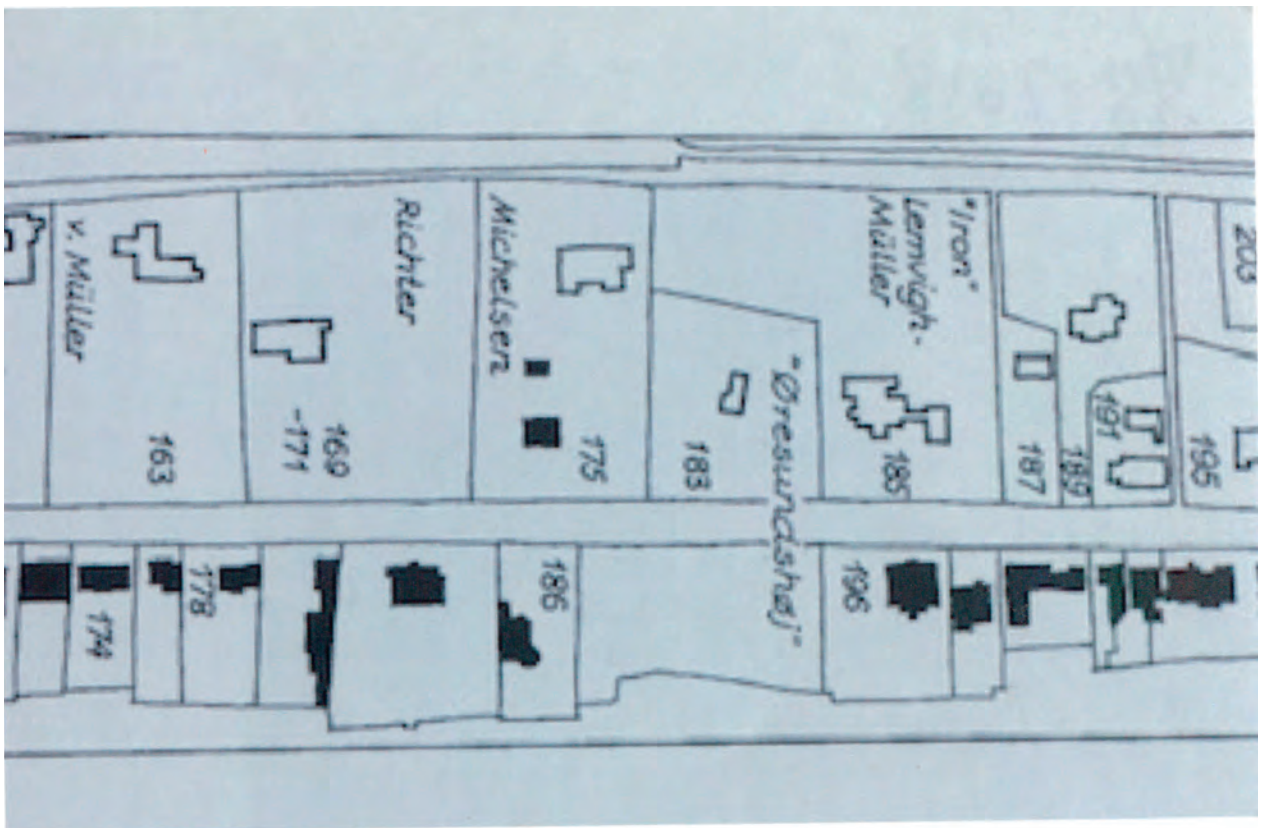 203
195
191
189
"Iron"
Lemvigh-
Müller
187
185
196
"Øresundshøj"
183
175
186
Michelsen
Richter
169
-171
178
163
174
v. Müller